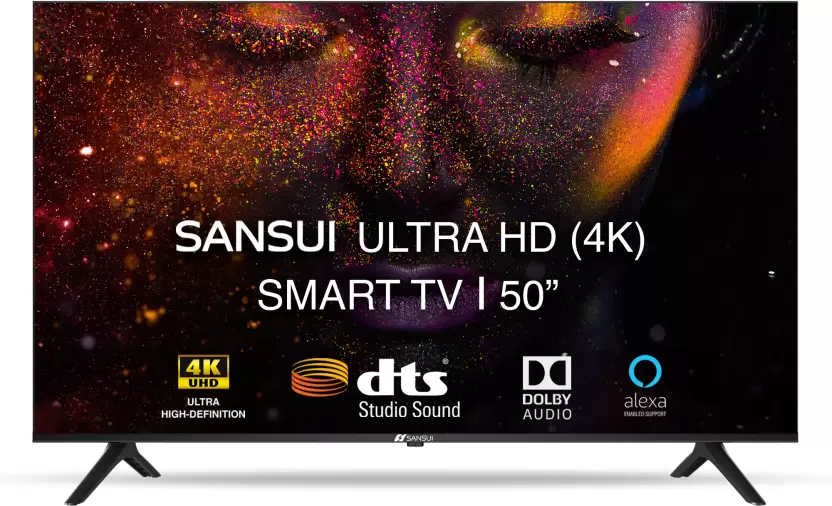 SANSUI ULTRA HD (4K)
SMART TV | 50”
4K
UHD
ULTRA
HIGH-DEFINITION
dts®
Studio Sound
DOLBY
AUDIO
alexa
ENABLED SUPPORT
SANSUI